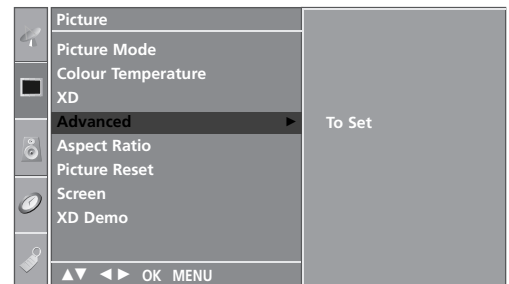 Picture
Picture Mode
Colour Temperature
XD
Advanced ► To Set
Aspect Ratio
Picture Reset
Screen
XD Demo
▲▼ ◄► OK MENU